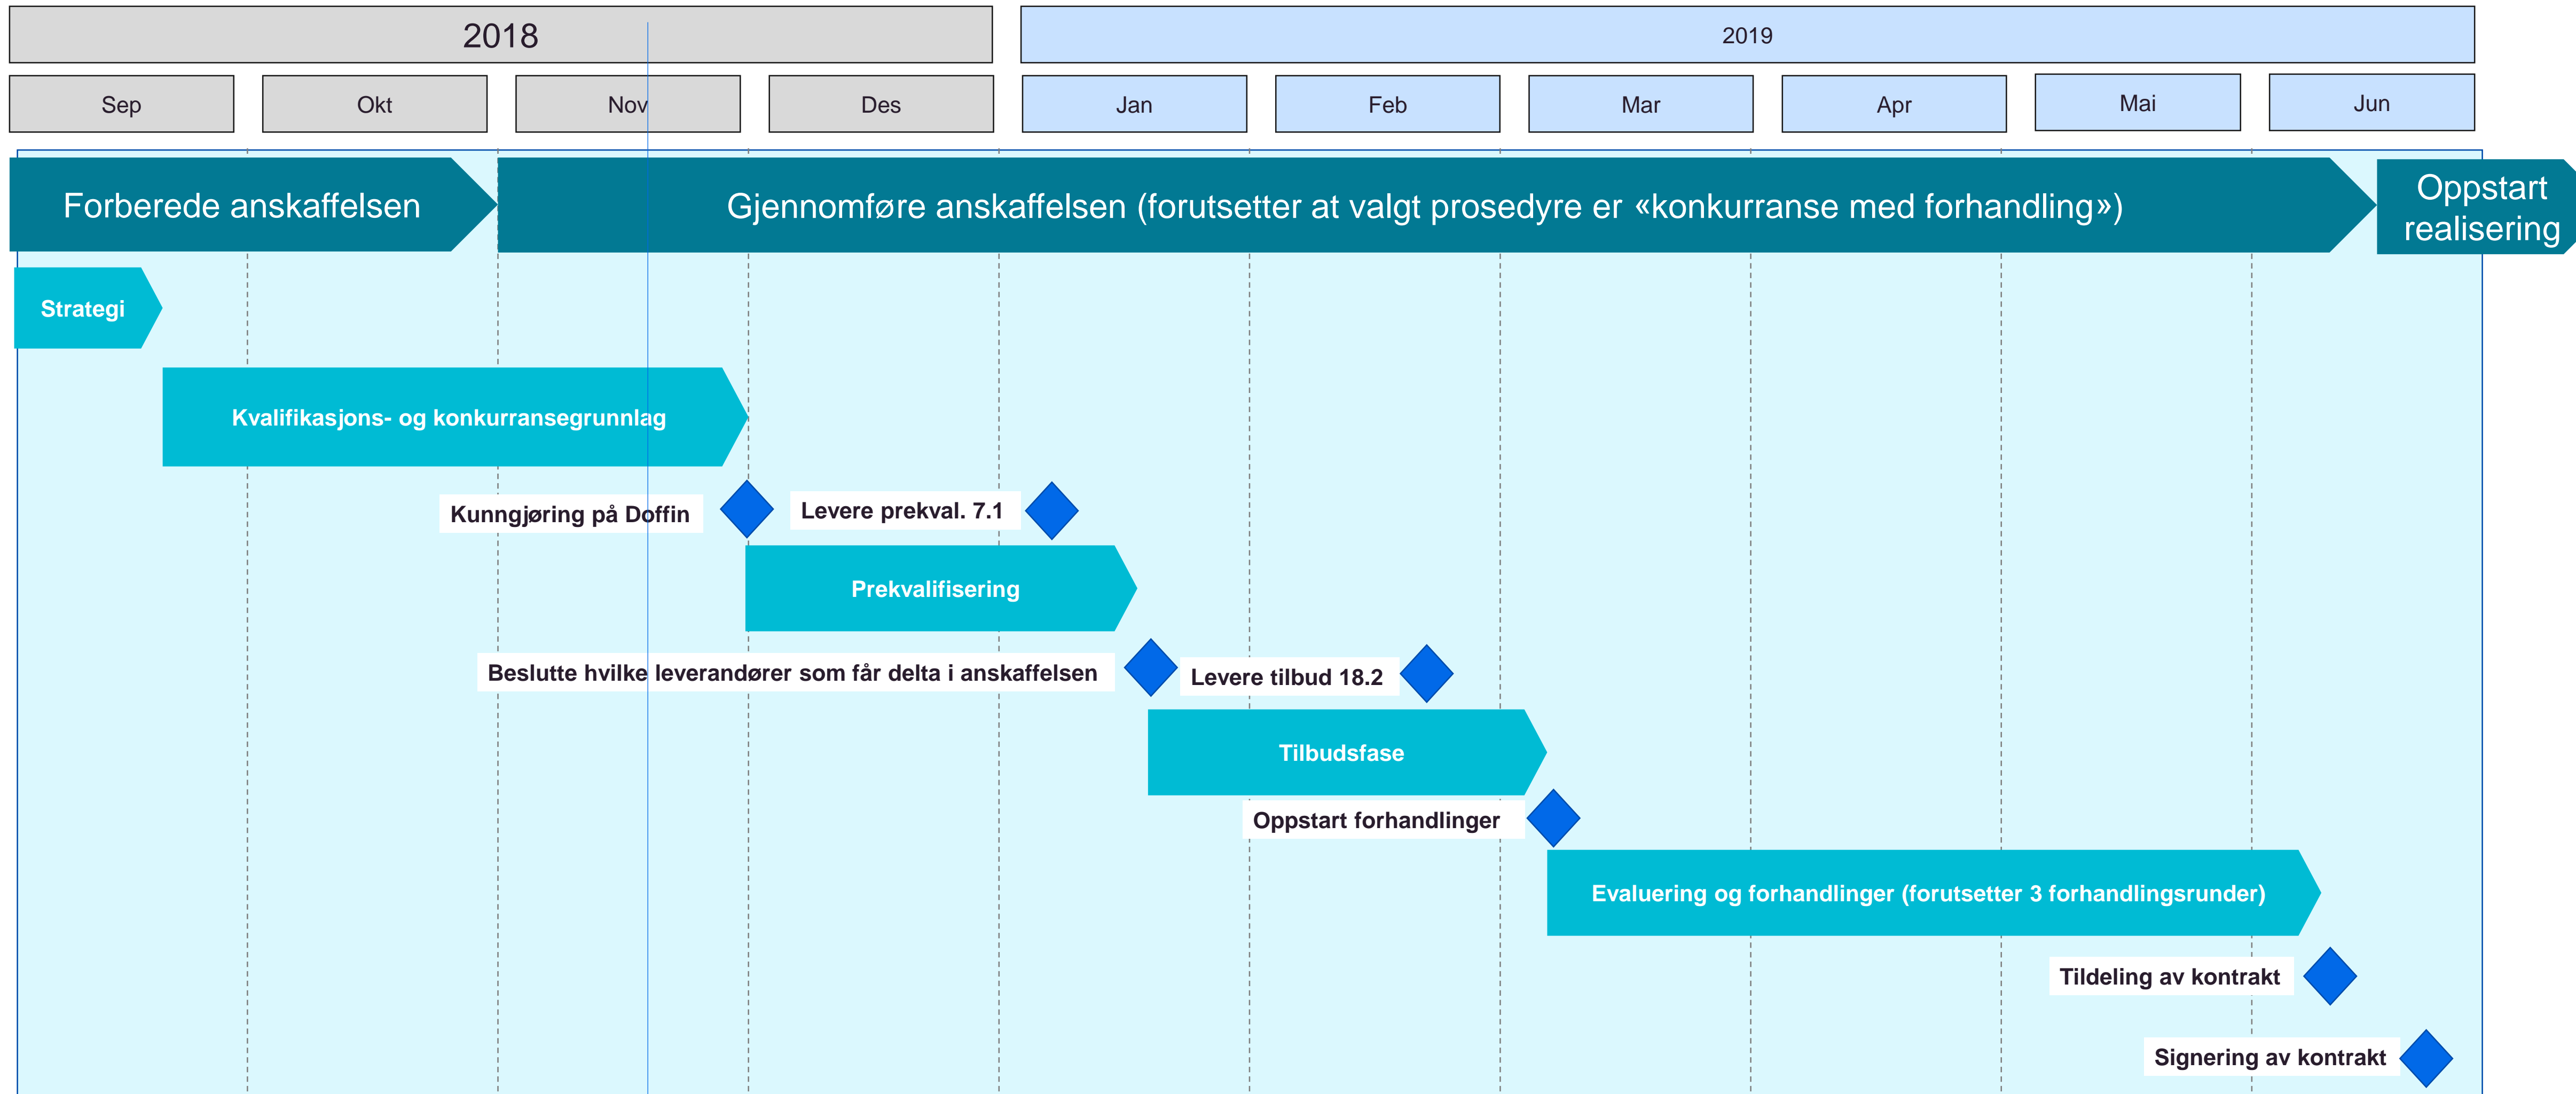 2018
2019
Sep
Okt
Nov
Des
Jan
Feb
Mar
Apr
Mai
Jun
Forberede anskaffelsen
Gjennomføre anskaffelsen (forutsetter at valgt prosedyre er «konkurranse med forhandling»)
Oppstart
realisering
Strategi
Kvalifikasjons- og konkurransegrunnlag
Kunngjøring på Doffin
Levere prekval. 7.1
Prekvalifisering
Beslutte hvilke leverandører som får delta i anskaffelsen
Levere tilbud 18.2
Tilbudsfase
Oppstart forhandlinger
Evaluering og forhandlinger (forutsetter 3 forhandlingsrunder)
Tildeling av kontrakt
Signering av kontrakt